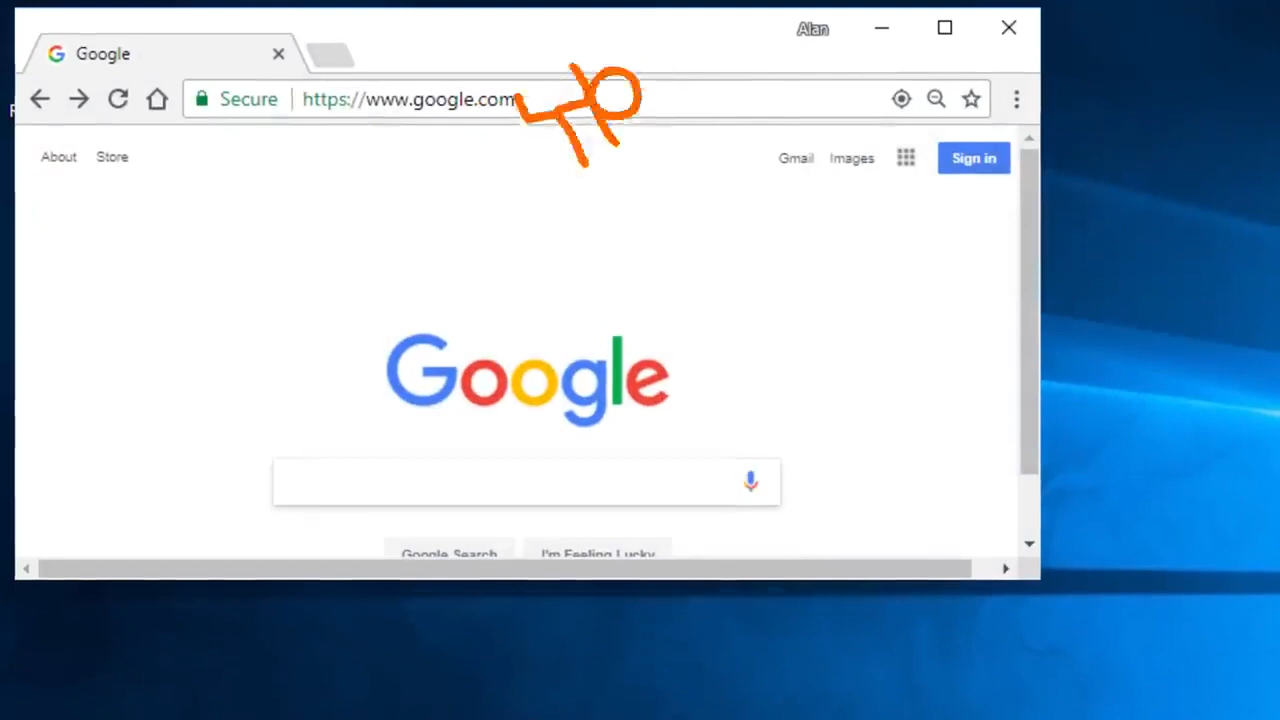 Alan
Google
Secure https://www.google.com
About Store Gmail Images Sign in
Google
Google Search I'm Feeling Lucky